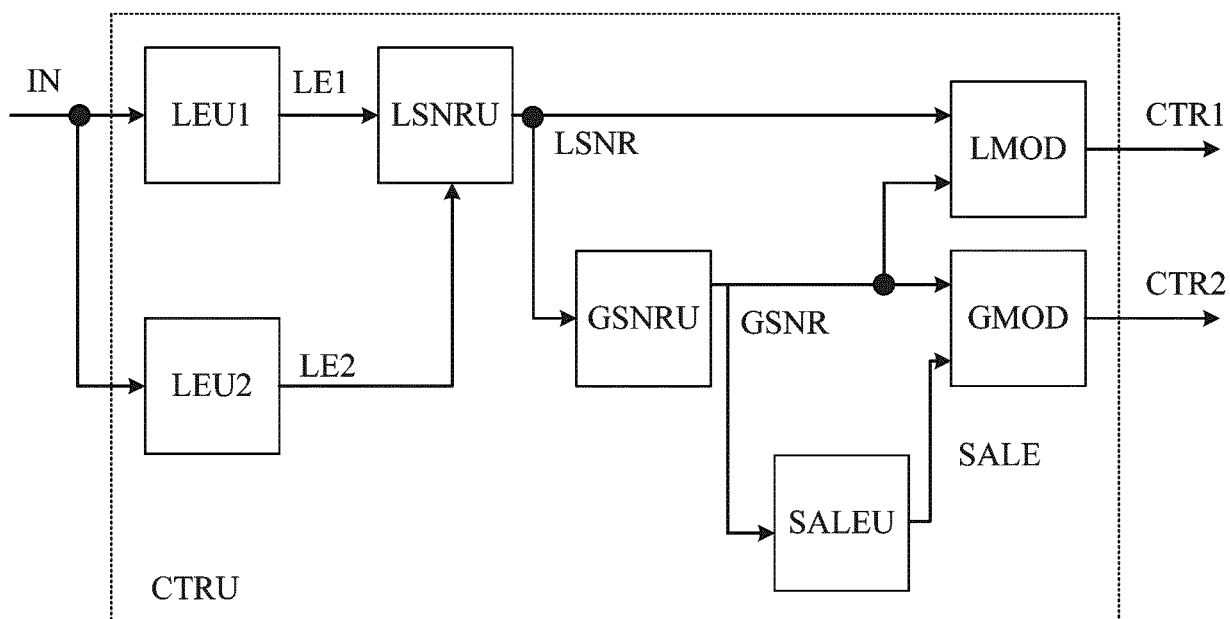 IN
LEU1
LE1
LSNRU
LSNR
LMOD
CTR1
LEU2
LE2
GSNRU
GSNR
GMOD
CTR2
SALEU
SALE
CTRU